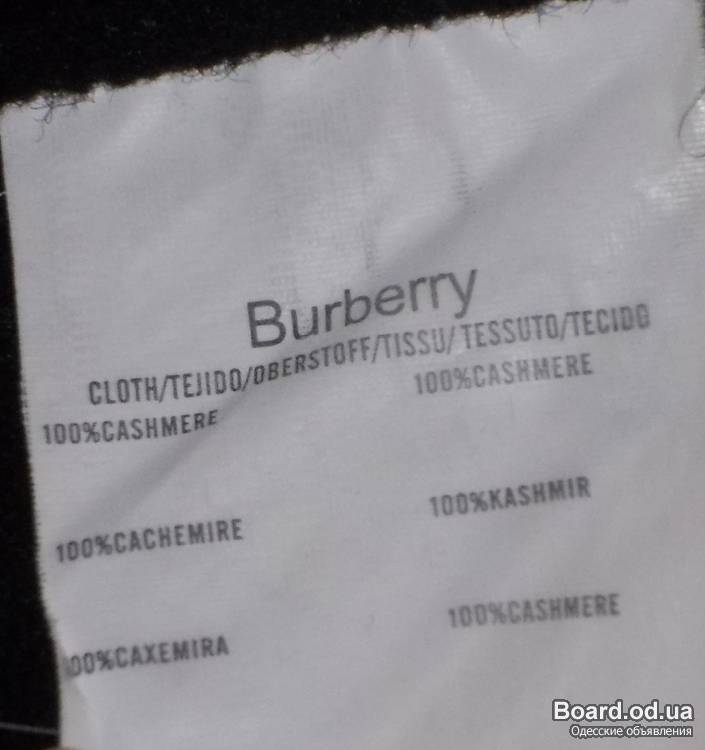 Burberry
CLOTH/TEJIDO/OBERSTOFF/TISSU/TESSUTO/TECIDO
100%CASHMERE 100%CASHMERE
100%CACHEMIRE 100%KASHMIR
100%CAXEMIRA 100%CASHMERE
Board.od.ua
Одесские объявления